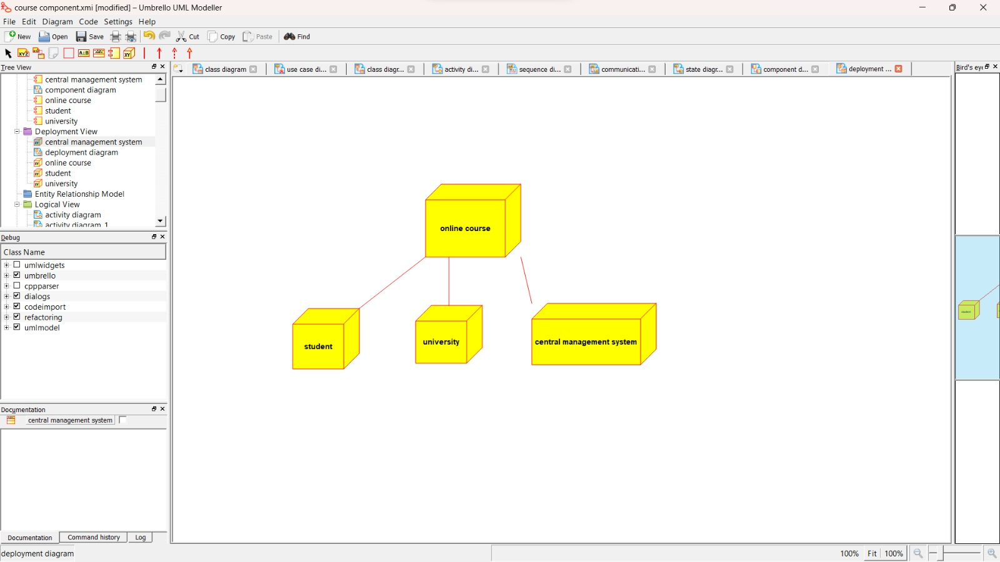 course component.xmi [modified] – Umbrello UML Modeller
File Edit Diagram Code Settings Help
New Open Save Cut Copy Paste Find
Tree View
central management system
component diagram
online course
student
university
Deployment View
central management system
deployment diagram
online course
student
university
Entity Relationship Model
Logical View
activity diagram
activity diagram 1
Debug
Class Name
umlwidgets
umbrello
cppparser
dialogs
codeimport
refactoring
umlmodel
Documentation
central management system
Documentation Command history Log
deployment diagram
class diagram use case di... class diagr... activity di... sequence di... communicati... state diagr... component d... deployment ...
online course
student
university
central management system
Bird's eye
student
100% Fit 100%